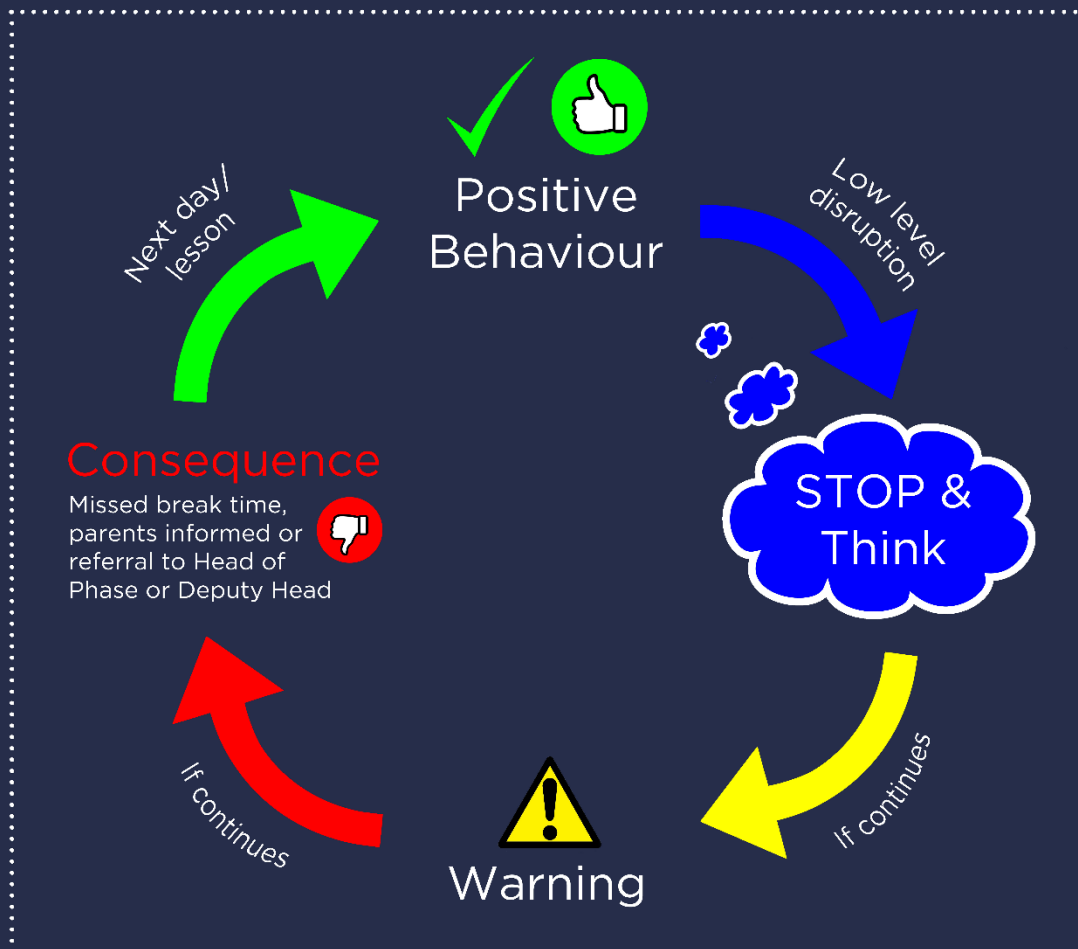 Positive
Behaviour
Low level
disruption
STOP &
Think
If continues
Warning
If continues
Consequence
Missed break time,
parents informed or
referral to Head of
Phase or Deputy Head
Next day/
lesson